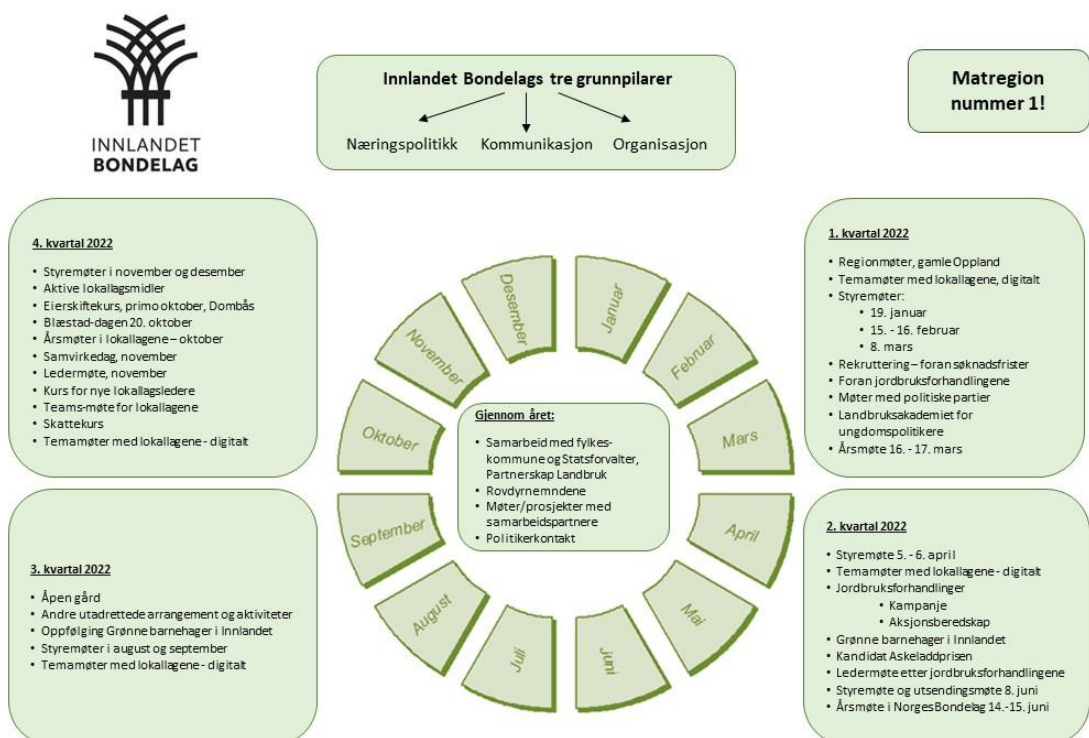 INNLANDET
BONDELAG
Innlandet Bondelags tre grunnpilarer
Næringspolitikk Kommunikasjon Organisasjon
Matregion
nummer 1!
4. kvartal 2022
• Styremøter i november og desember
• Aktive lokallagsmidler
• Eierskiftekurs, primo oktober, Dombås
• Blæstad-dagen 20. oktober
• Årsmøter i lokallagene – oktober
• Samvirkedag, november
• Ledermøte, november
• Kurs for nye lokallagsledere
• Teams-møte for lokallagene
• Skattekurs
• Temamøter med lokallagene - digitalt
1. kvartal 2022
• Regionmøter, gamle Oppland
• Temamøter med lokallagene, digitalt
• Styremøter:
• 19. januar
• 15. - 16. februar
• 8. mars
• Rekruttering – foran søknadsfrister
• Foran jordbruksforhandlingene
• Møter med politiske partier
• Landbruksakademiet for
ungdomspolitikere
• Årsmøte 16. - 17. mars
Januar
Februar
Mars
April
Mai
Juni
Juli
August
September
Oktober
November
Desember
Gjennom året:
• Samarbeid med fylkes-
kommune og Statsforvalter,
Partnerskap Landbruk
• Rovdyrnemndene
• Møter/prosjekter med
samarbeidspartnere
• Politikerkontakt
3. kvartal 2022
• Åpen gård
• Andre utadrettede arrangement og aktiviteter
• Oppfølging Grønne barnehager i Innlandet
• Styremøter i august og september
• Temamøter med lokallagene - digitalt
2. kvartal 2022
• Styremøte 5. - 6. april
• Temamøter med lokallagene - digitalt
• Jordbruksforhandlinger
• Kampanje
• Aksjonsberedskap
• Grønne barnehager i Innlandet
• Kandidat Askeladdprisen
• Ledermøte etter jordbruksforhandlingene
• Styremøte og utsendingsmøte 8. juni
• Årsmøte i Norges Bondelag 14.-15. juni